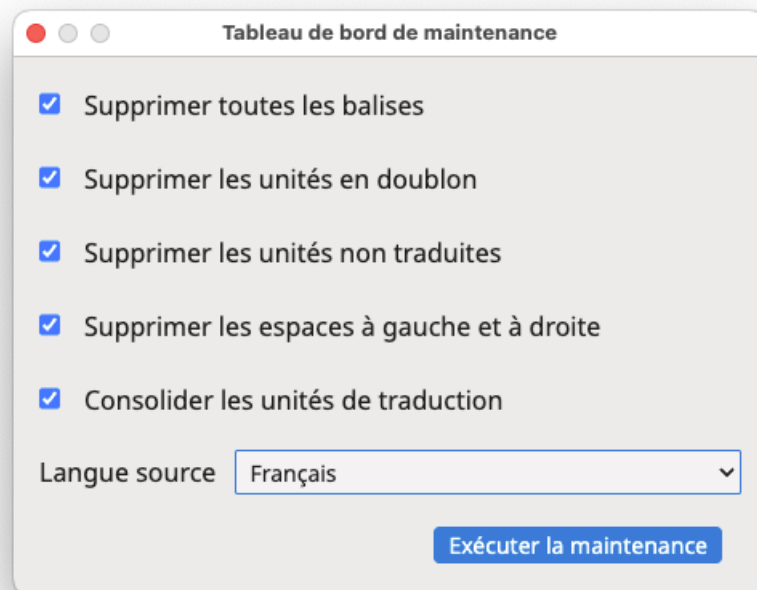 Tableau de bord de maintenance
Supprimer toutes les balises
Supprimer les unités en doublon
Supprimer les unités non traduites
Supprimer les espaces à gauche et à droite
Consolider les unités de traduction
Langue source Français
Exécuter la maintenance